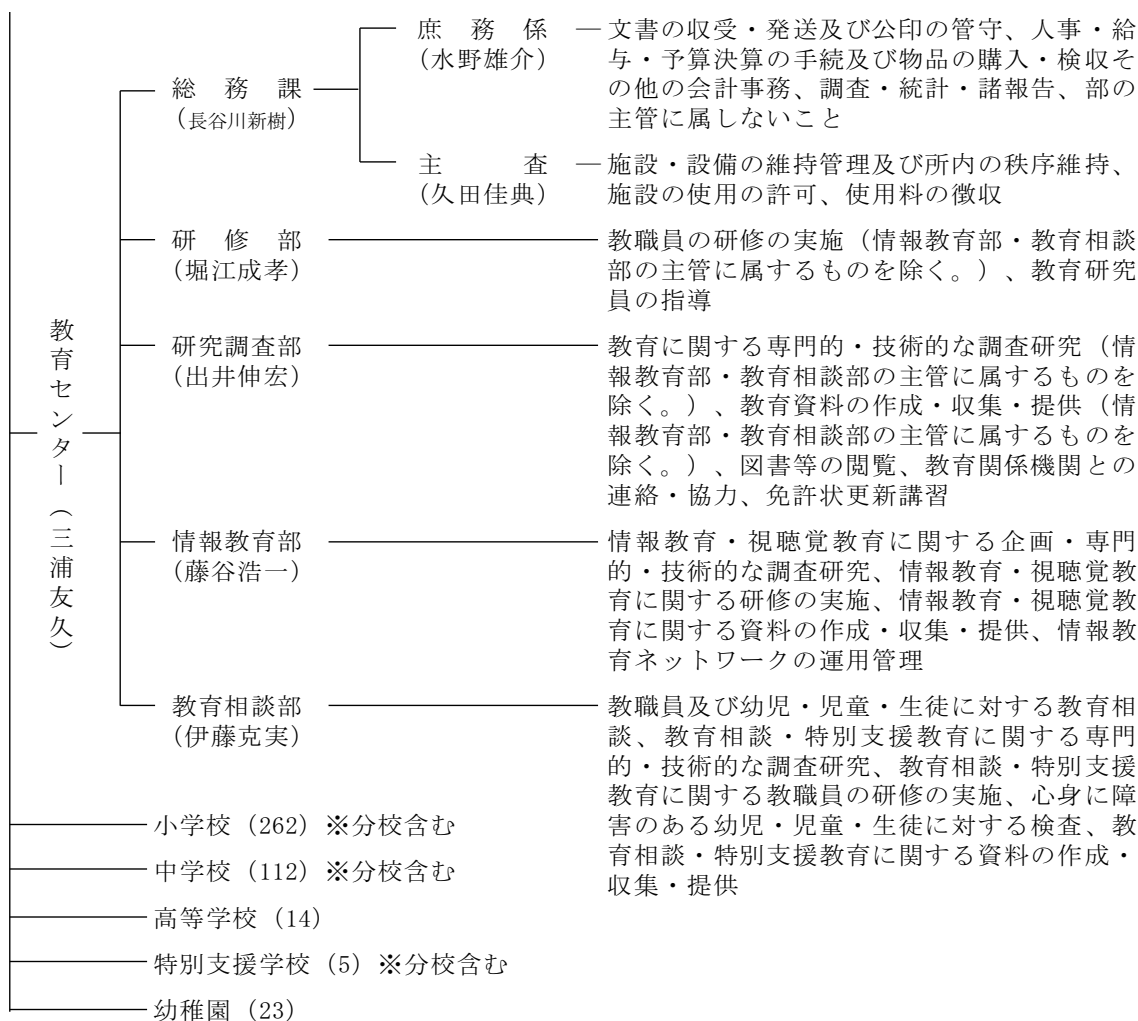 庶務係
(水野雄介)
文書の収受・発送及び公印の管守、人事・給
与・予算決算の手続及び物品の購入・検収そ
の他の会計事務、調査・統計・諸報告、部の
主管に属しないこと
総務課
(長谷川新樹)
主査
(久田佳典)
施設・設備の維持管理及び所内の秩序維持、
施設の使用の許可、使用料の徴収
研修部
(堀江成孝)
教職員の研修の実施(情報教育部・教育相談
部の主管に属するものを除く。)、教育研究
員の指導
教育センター(三浦友久)
研究調査部
(出井伸宏)
教育に関する専門的・技術的な調査研究(情
報教育部・教育相談部の主管に属するものを
除く。)、教育資料の作成・収集・提供(情
報教育部・教育相談部の主管に属するものを
除く。)、図書等の閲覧、教育関係機関との
連絡・協力、免許状更新講習
情報教育部
(藤谷浩一)
情報教育・視聴覚教育に関する企画・専門
的・技術的な調査研究、情報教育・視聴覚教
育に関する研修の実施、情報教育・視聴覚教
育に関する資料の作成・収集・提供、情報教
育ネットワークの運用管理
教育相談部
(伊藤克実)
教職員及び幼児・児童・生徒に対する教育相
談、教育相談・特別支援教育に関する専門
的・技術的な調査研究、教育相談・特別支援
教育に関する教職員の研修の実施、心身に障
害のある幼児・児童・生徒に対する検査、教
育相談・特別支援教育に関する資料の作成・
収集・提供
小学校(262)※分校含む
中学校(112)※分校含む
高等学校(14)
特別支援学校(5)※分校含む
幼稚園(23)